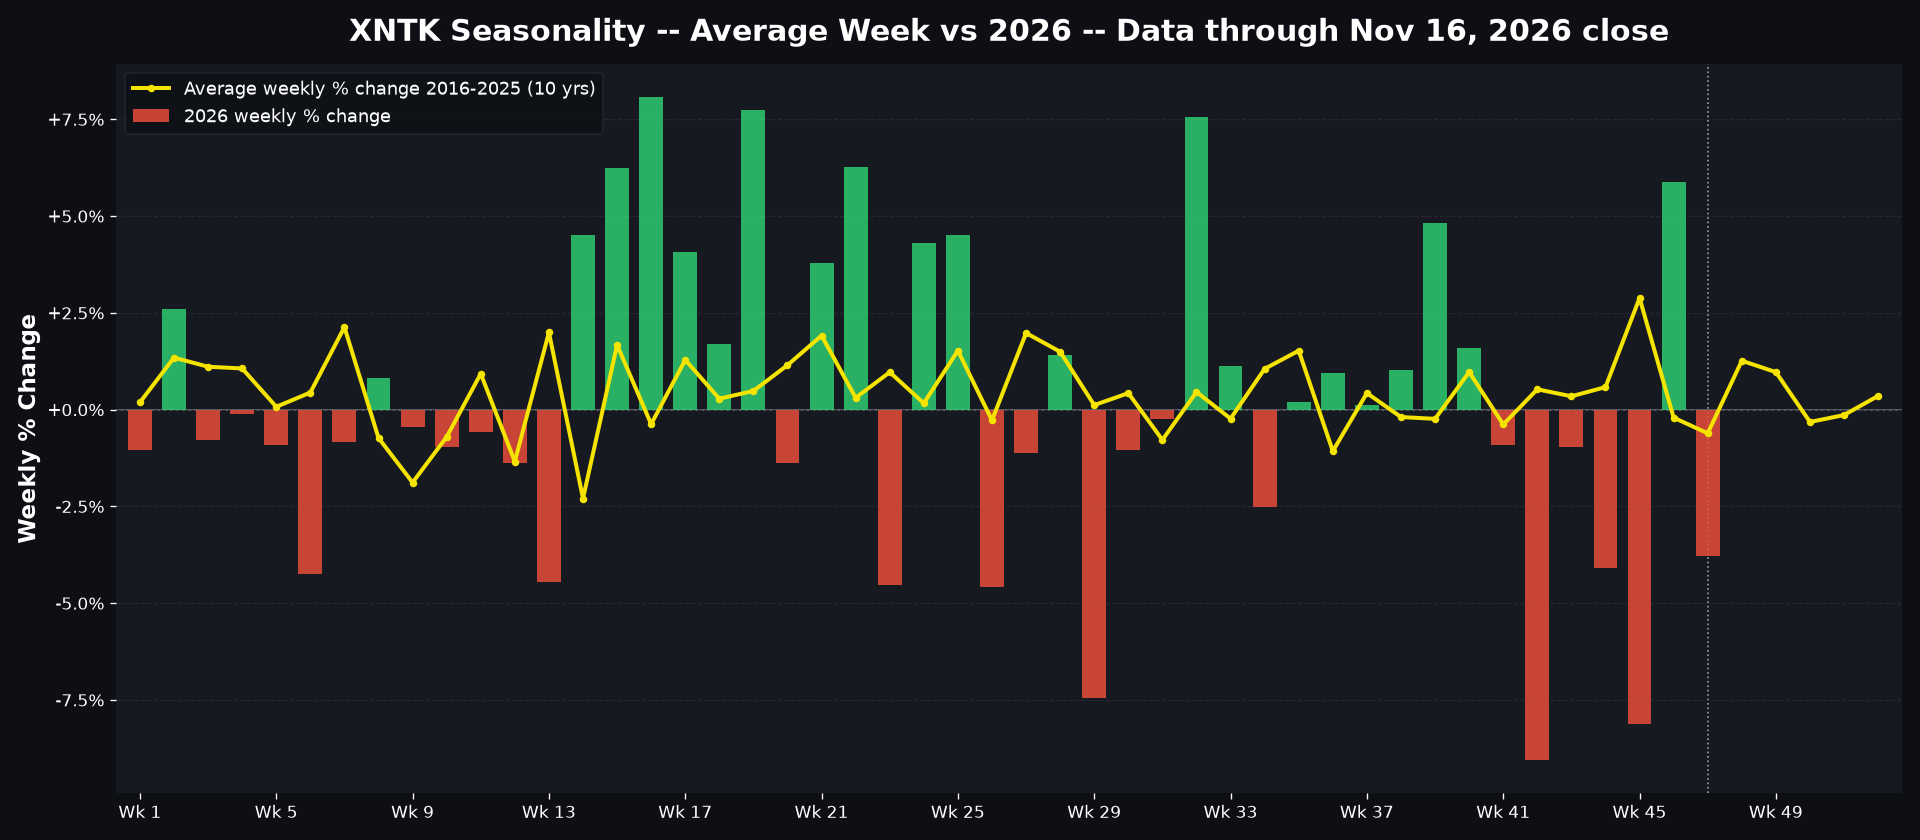 XNTK Seasonality -- Average Week vs 2026 -- Data through Nov 16, 2026 close
Average weekly % change 2016-2025 (10 yrs)
2026 weekly % change
Weekly % Change
+7.5%
+5.0%
+2.5%
+0.0%
-2.5%
-5.0%
-7.5%
Wk 1 Wk 5 Wk 9 Wk 13 Wk 17 Wk 21 Wk 25 Wk 29 Wk 33 Wk 37 Wk 41 Wk 45 Wk 49